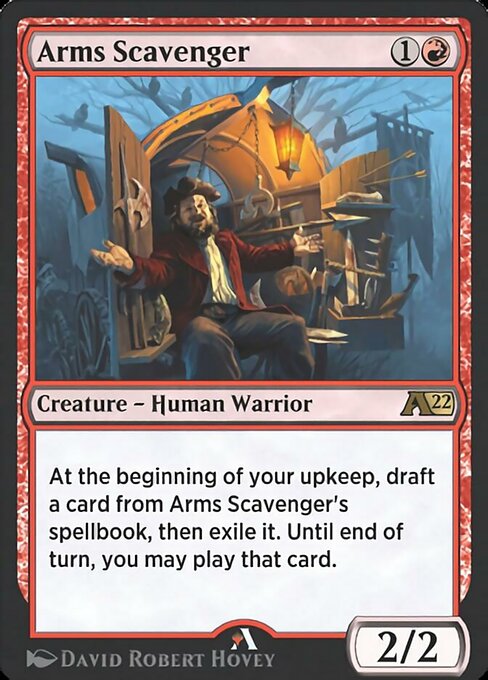 Arms Scavenger 1
Creature – Human Warrior A22
At the beginning of your upkeep, draft
a card from Arms Scavenger's
spellbook, then exile it. Until end of
turn, you may play that card.
2/2
DAVID ROBERT HOVEY